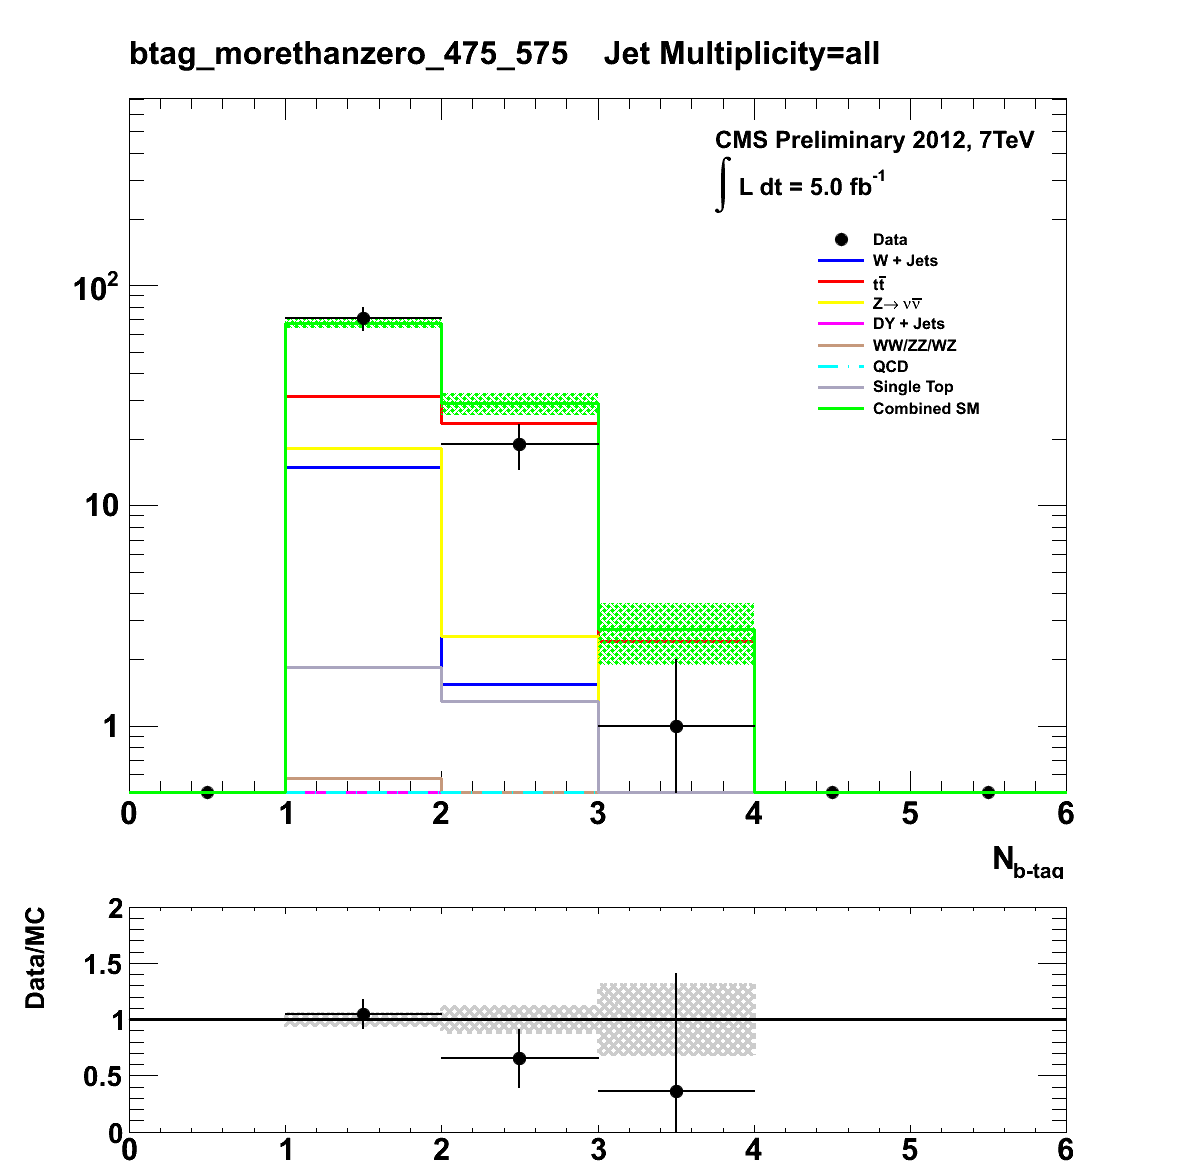 btag_morethanzero_475_575 Jet Multiplicity=all
CMS Preliminary 2012, 7TeV
∫ L dt = 5.0 fb⁻¹
Data
W + Jets
tt̅
Z→ νν̅
DY + Jets
WW/ZZ/WZ
QCD
Single Top
Combined SM
10²
10
1
0 1 2 3 4 5 6
N_b-tag
Data/MC
2
1.5
1
0.5
0
0 1 2 3 4 5 6